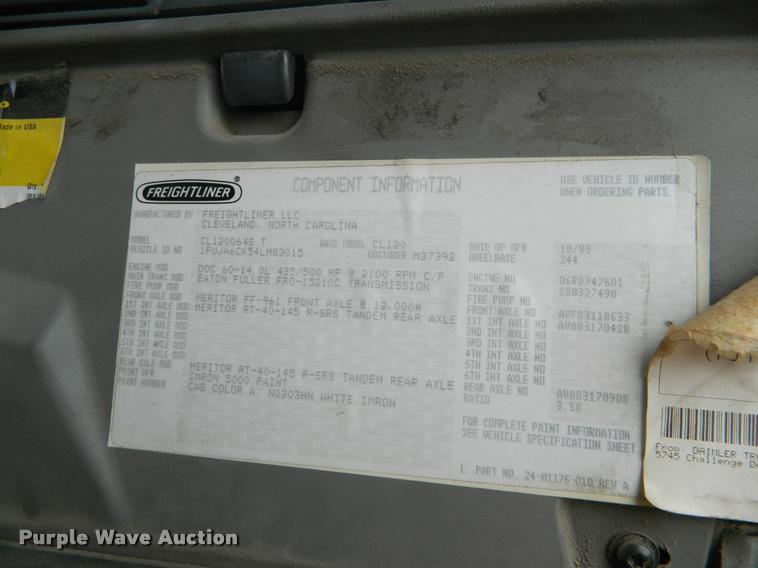 Made in USA
Qty.
FREIGHTLINER ®
COMPONENT INFORMATION
USE VEHICLE ID NUMBER
WHEN ORDERING PARTS.
MANUFACTURED BY FREIGHTLINER LLC
CLEVELAND, NORTH CAROLINA
MODEL CL120064S T BASE MODEL CL120 DATE OF MFR 10/03
VEHICLE ID NO 1FUJA6CK54LM89015 CUSTOMER M37392 WHEELBASE 244
ENGINE MOD DDC 60-14.0L 435/500 HP @ 2100 RPM C/P ENGINE NO 06R0747601
MAIN TRANS MOD EATON FULLER FRO-15210C TRANSMISSION TRANS NO S50327490
FIRE PUMP MOD FIRE PUMP NO
FRONT AXLE MOD MERITOR FF-961 FRONT AXLE @ 12,000# FRONT AXLE NO AVF03118633
1ST INT AXLE MOD MERITOR RT-40-145 R-SRS TANDEM REAR AXLE 1ST INT AXLE NO AVA03170428
2ND INT AXLE MOD 2ND INT AXLE NO
3RD INT AXLE MOD 3RD INT AXLE NO
4TH INT AXLE MOD 4TH INT AXLE NO
5TH INT AXLE MOD 5TH INT AXLE NO
6TH INT AXLE MOD 6TH INT AXLE NO
REAR AXLE MOD MERITOR RT-40-145 R-SRS TANDEM REAR AXLE REAR AXLE NO AVA03170908
PAINT MFR IMRON 5000 PAINT RATIO 3.58
PAINT NUMBER CAB COLOR A: N0303HN WHITE IMRON
FOR COMPLETE PAINT INFORMATION
SEE VEHICLE SPECIFICATION SHEET
L PART NO. 24-01176-010 REV A
From: DAIMLER TR
5745 Challenge D
Purple Wave Auction